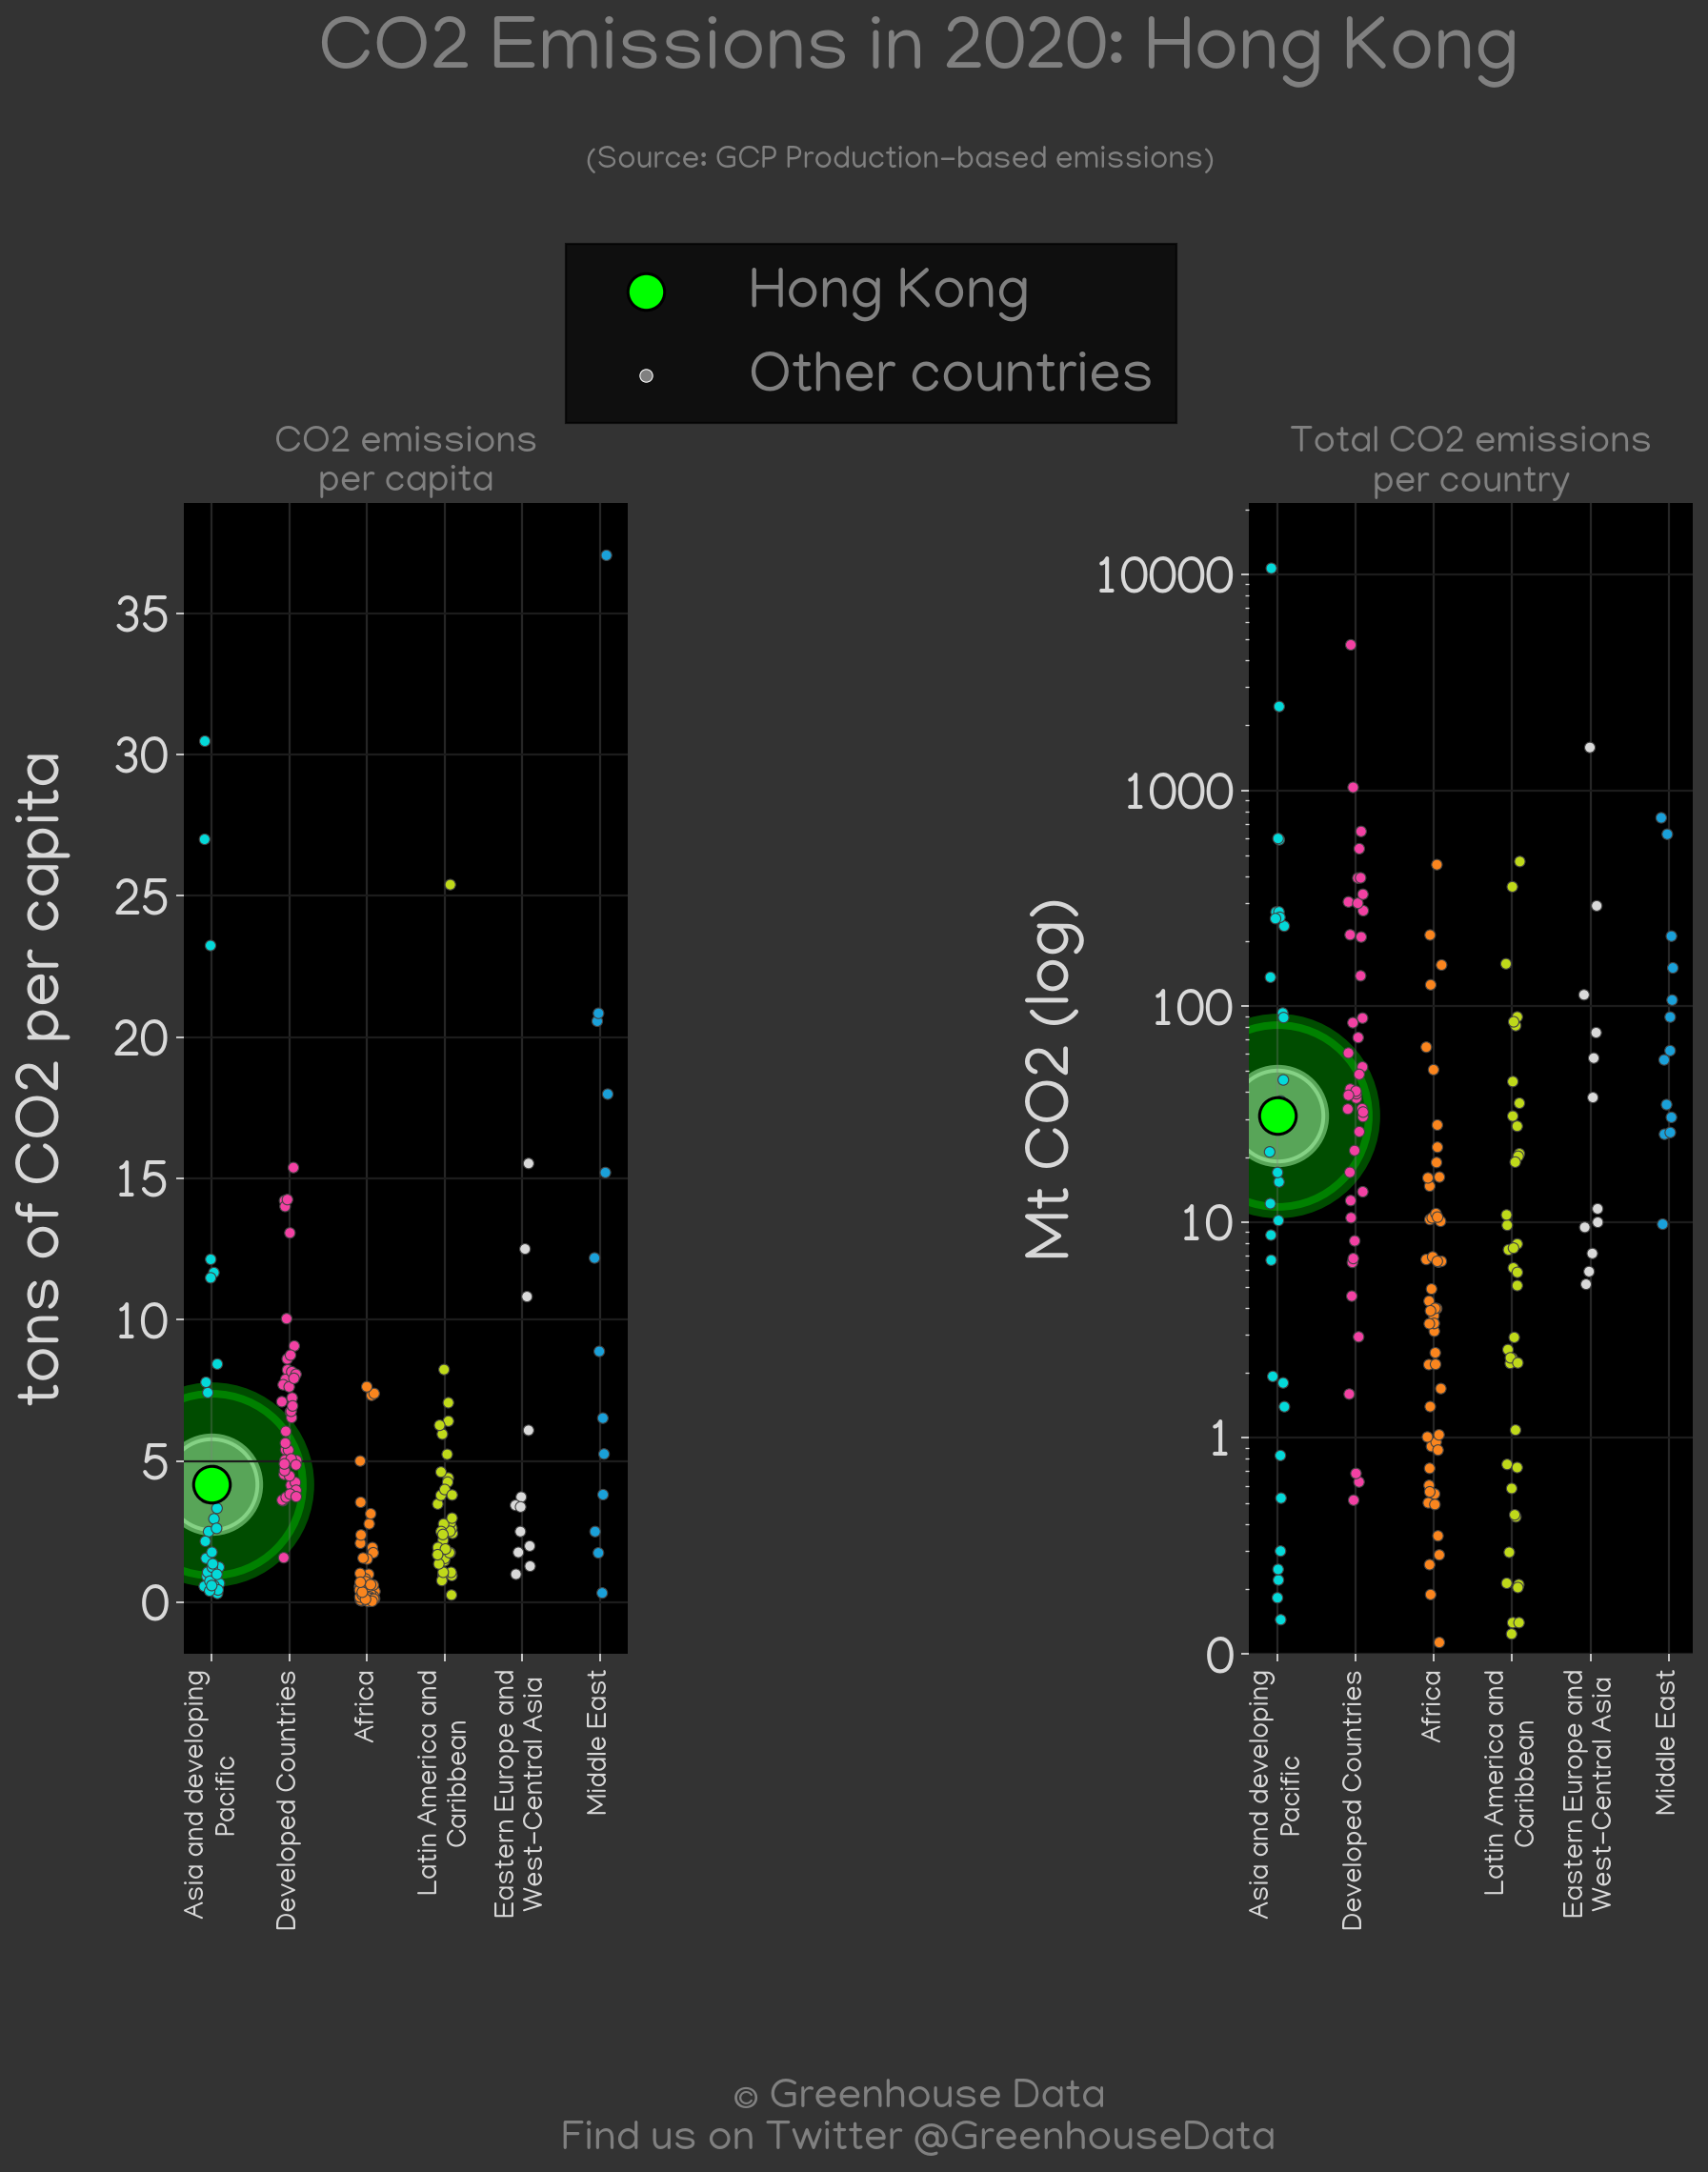 CO2 Emissions in 2020: Hong Kong
(Source: GCP Production-based emissions)
Hong Kong
Other countries
CO2 emissions
per capita
tons of CO2 per capita
35
30
25
20
15
10
5
0
Asia and developing
Pacific
Developed Countries
Africa
Latin America and
Caribbean
Eastern Europe and
West-Central Asia
Middle East
Total CO2 emissions
per country
Mt CO2 (log)
10000
1000
100
10
1
0
Asia and developing
Pacific
Developed Countries
Africa
Latin America and
Caribbean
Eastern Europe and
West-Central Asia
Middle East
© Greenhouse Data
Find us on Twitter @GreenhouseData